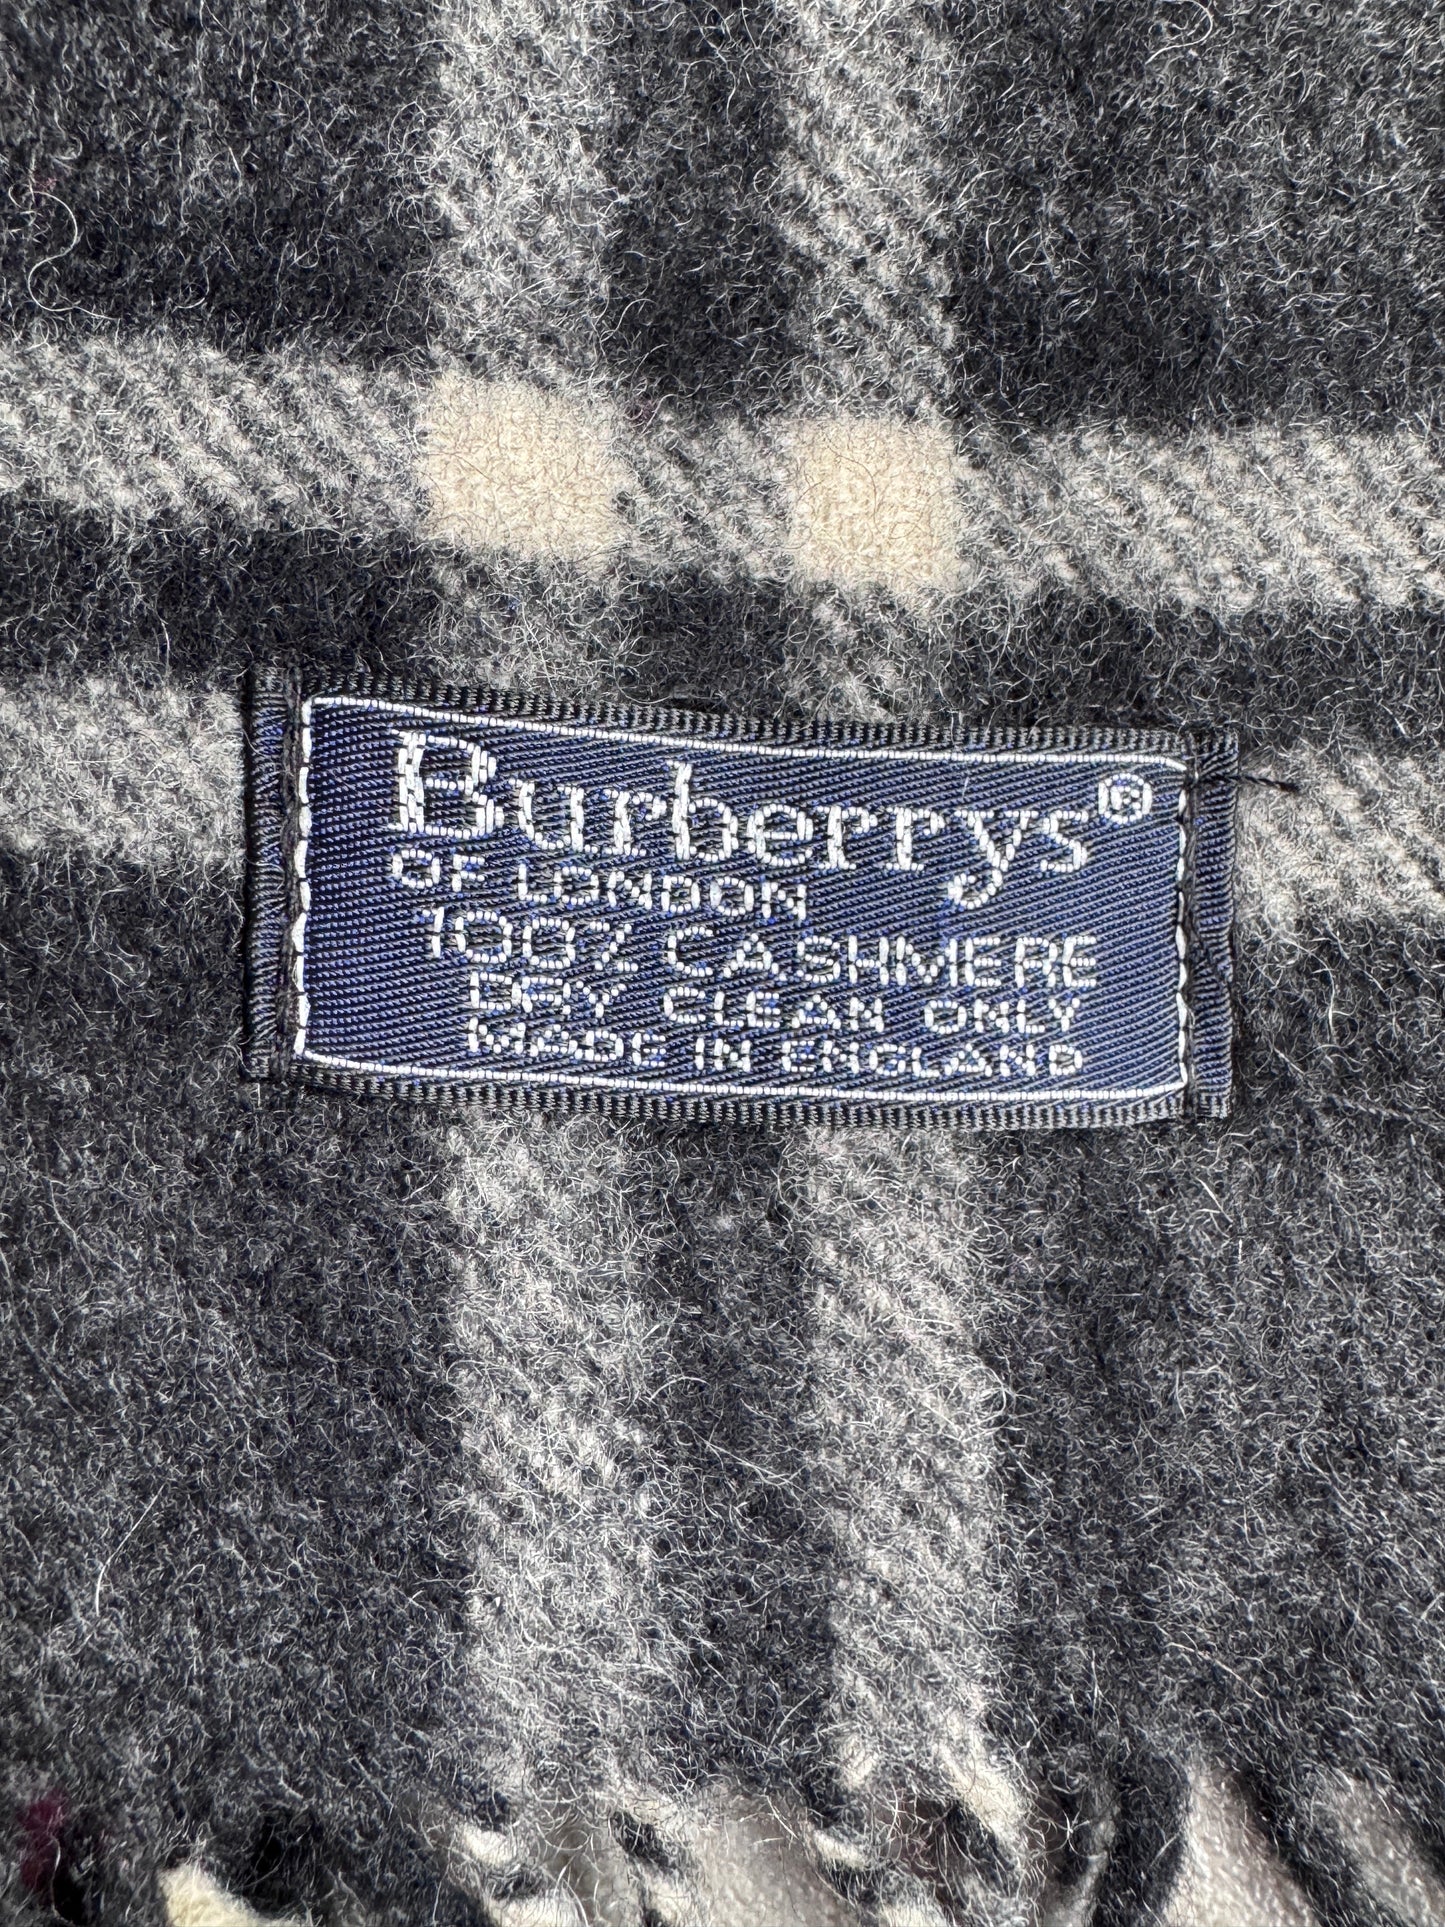 Burberrys®
OF LONDON
100% CASHMERE
DRY CLEAN ONLY
MADE IN ENGLAND